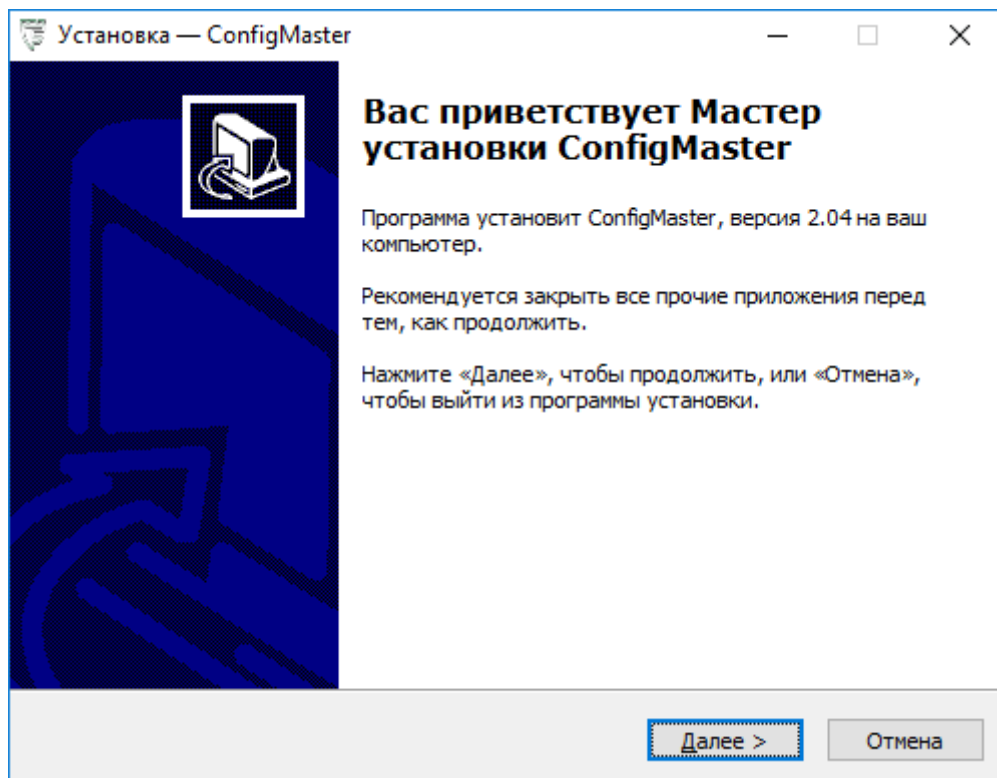 Установка — ConfigMaster
Вас приветствует Мастер
установки ConfigMaster
Программа установит ConfigMaster, версия 2.04 на ваш
компьютер.
Рекомендуется закрыть все прочие приложения перед
тем, как продолжить.
Нажмите «Далее», чтобы продолжить, или «Отмена»,
чтобы выйти из программы установки.
Далее >
Отмена